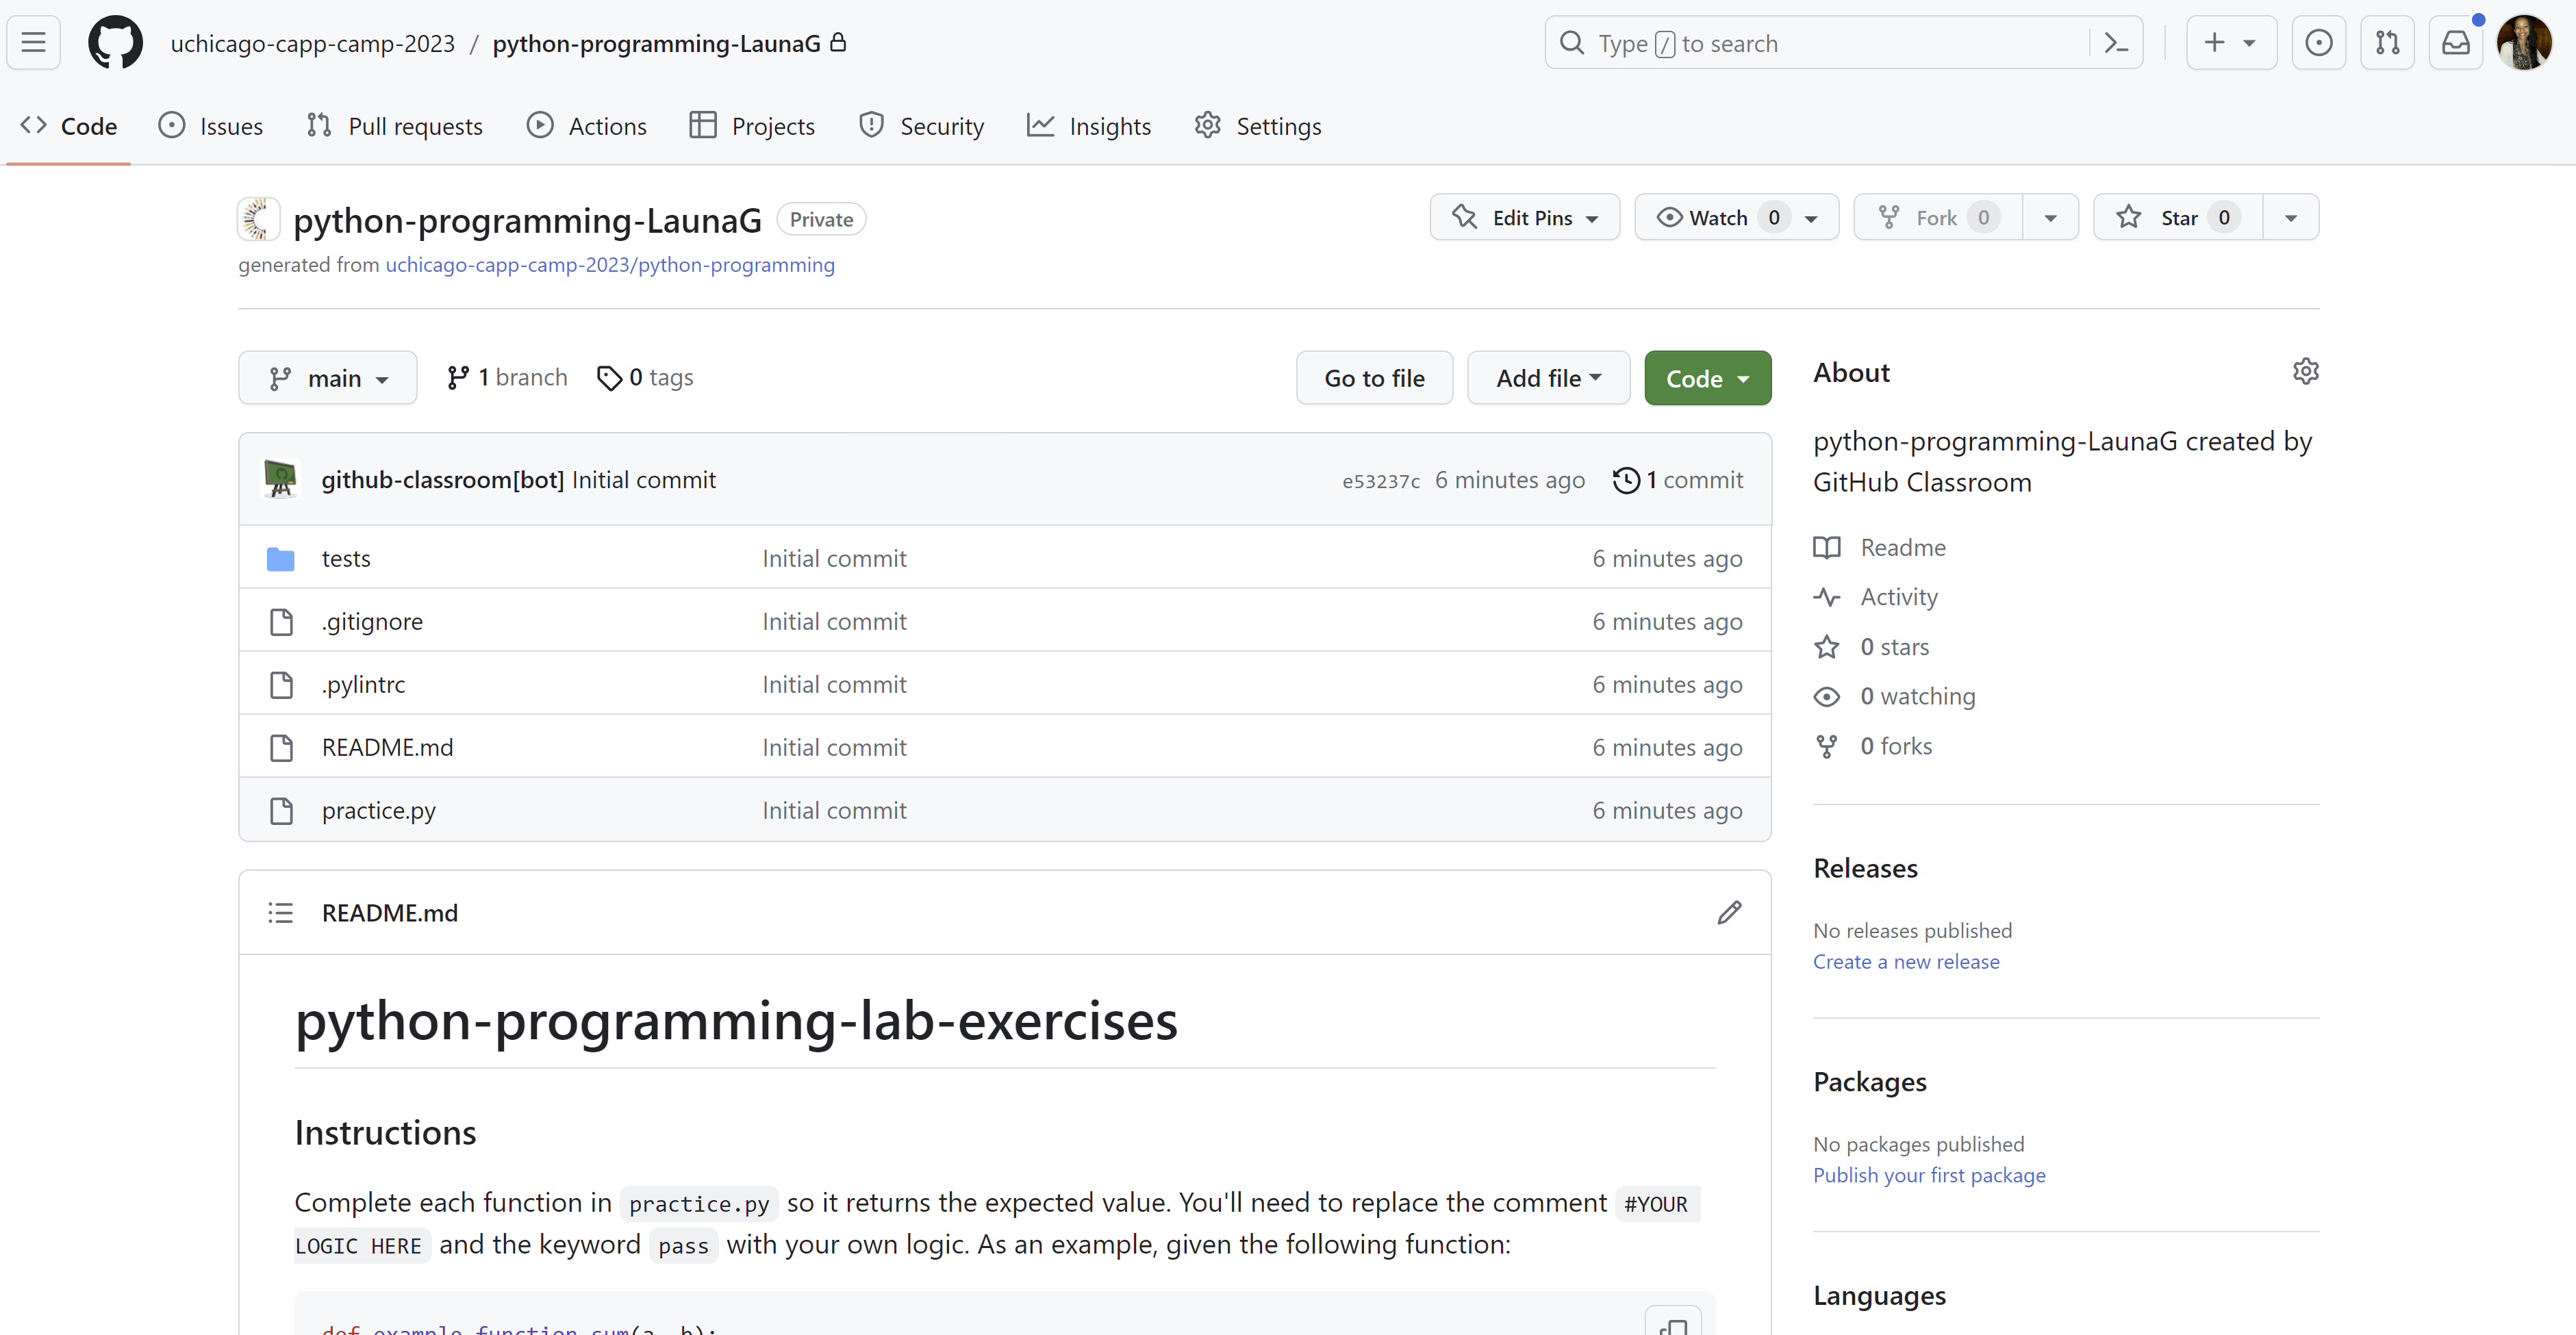 uchicago-capp-camp-2023 / python-programming-LaunaG
Type / to search
Code Issues Pull requests Actions Projects Security Insights Settings
python-programming-LaunaG Private
Edit Pins Watch 0 Fork 0 Star 0
generated from uchicago-capp-camp-2023/python-programming
main 1 branch 0 tags Go to file Add file Code
github-classroom[bot] Initial commit e53237c 6 minutes ago 1 commit
tests Initial commit 6 minutes ago
.gitignore Initial commit 6 minutes ago
.pylintrc Initial commit 6 minutes ago
README.md Initial commit 6 minutes ago
practice.py Initial commit 6 minutes ago
README.md
python-programming-lab-exercises
Instructions
Complete each function in practice.py so it returns the expected value. You'll need to replace the comment #YOUR
LOGIC HERE and the keyword pass with your own logic. As an example, given the following function:
def example_function_sum(a, b):
About
python-programming-LaunaG created by
GitHub Classroom
Readme
Activity
0 stars
0 watching
0 forks
Releases
No releases published
Create a new release
Packages
No packages published
Publish your first package
Languages